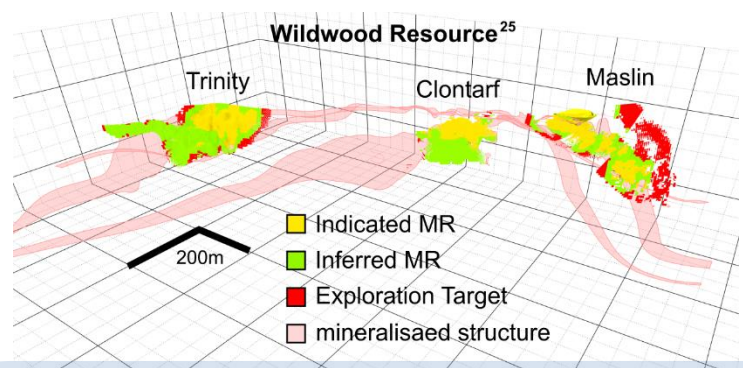 Wildwood Resource²⁵
Trinity
Clontarf
Maslin
200m
Indicated MR
Inferred MR
Exploration Target
mineralisaed structure